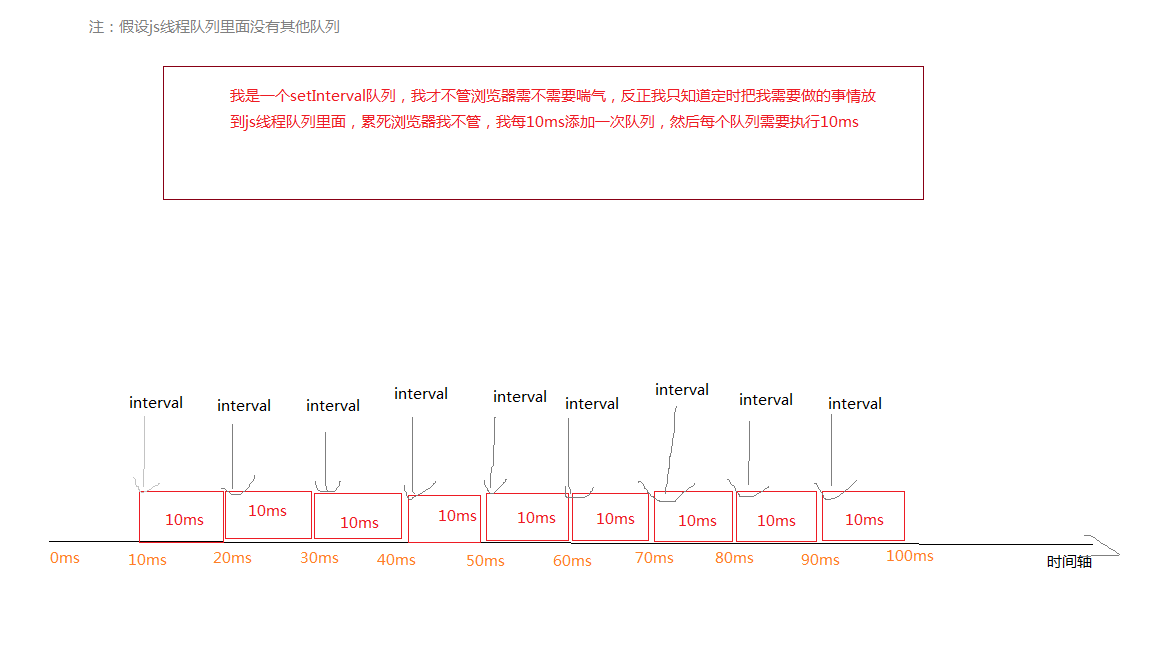 注：假设js线程队列里面没有其他队列
我是一个setInterval队列，我才不管浏览器需不需要喘气，反正我只知道定时把我需要做的事情放
到js线程队列里面，累死浏览器我不管，我每10ms添加一次队列，然后每个队列需要执行10ms
interval interval interval interval interval interval interval interval interval
10ms 10ms 10ms 10ms 10ms 10ms 10ms 10ms 10ms
0ms 10ms 20ms 30ms 40ms 50ms 60ms 70ms 80ms 90ms 100ms 时间轴